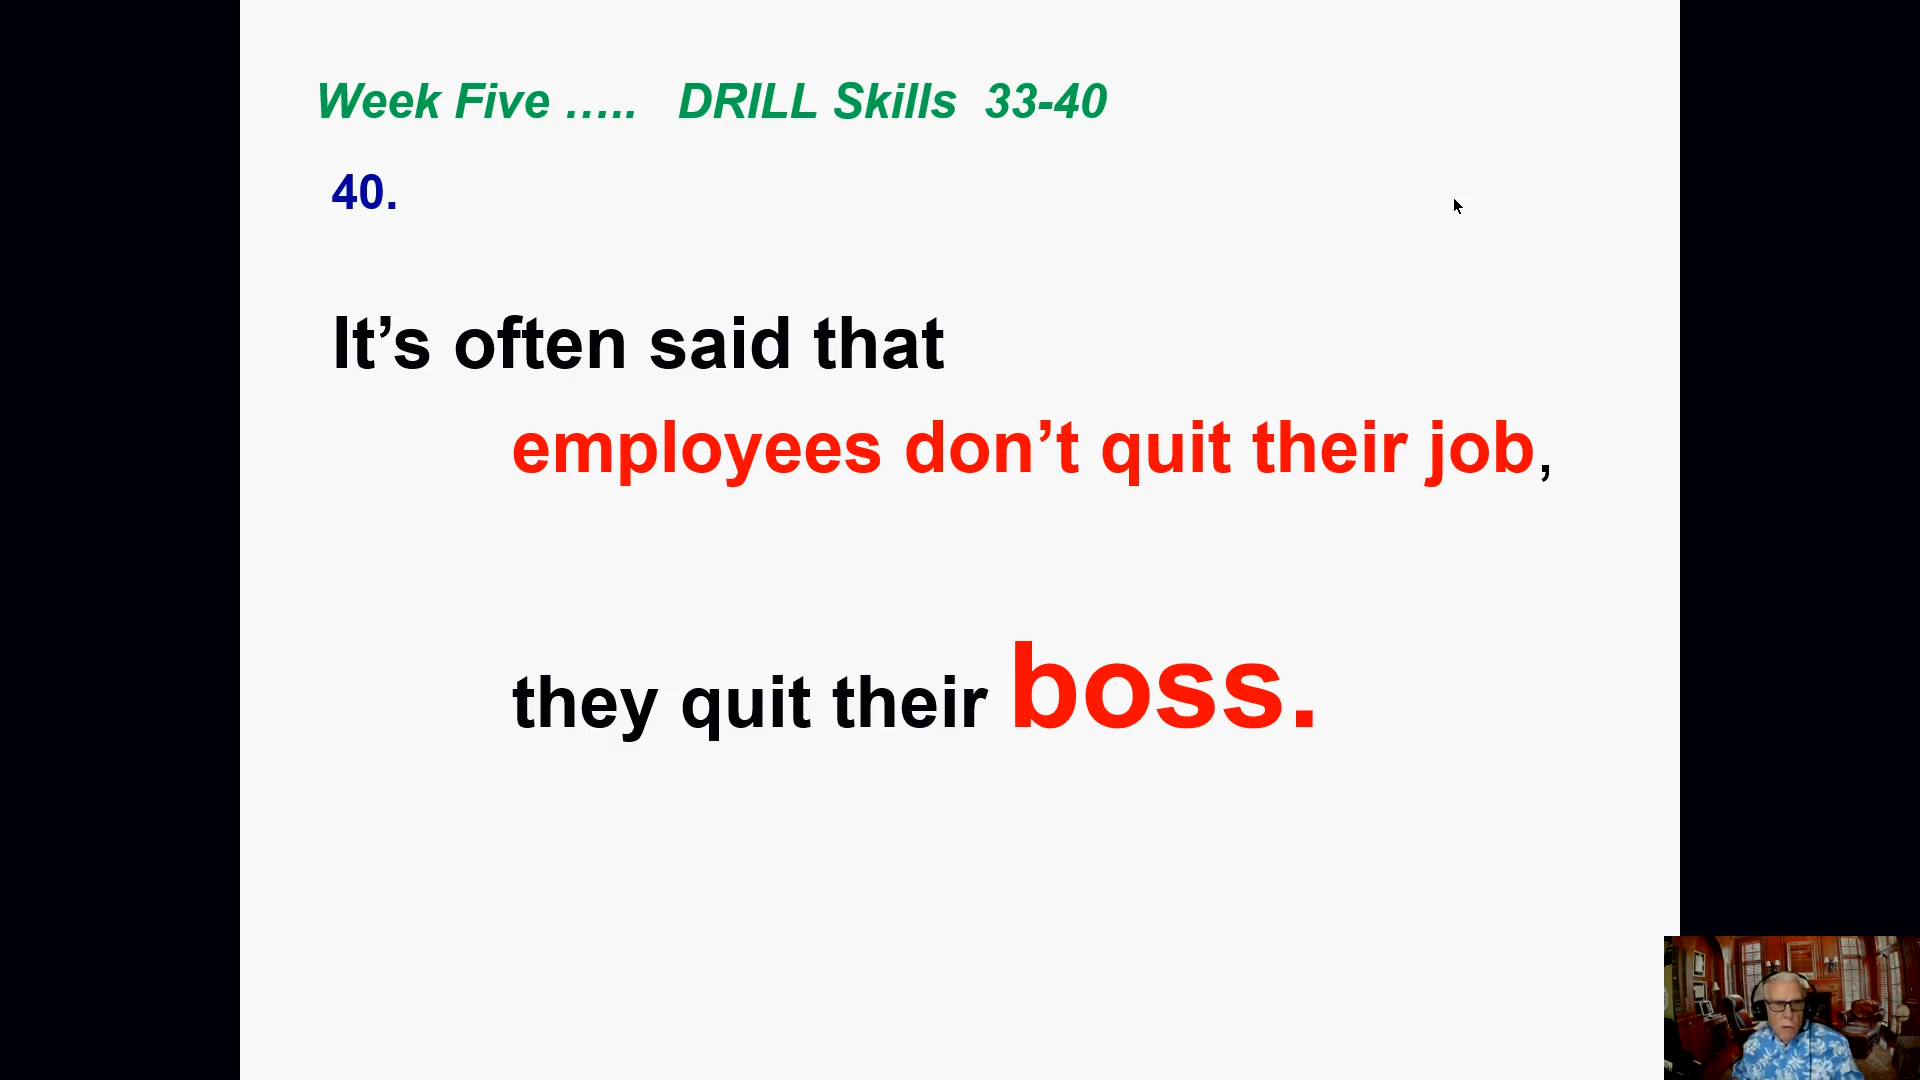 Week Five ….. DRILL Skills 33-40
40.
It’s often said that
employees don’t quit their job,
they quit their boss.